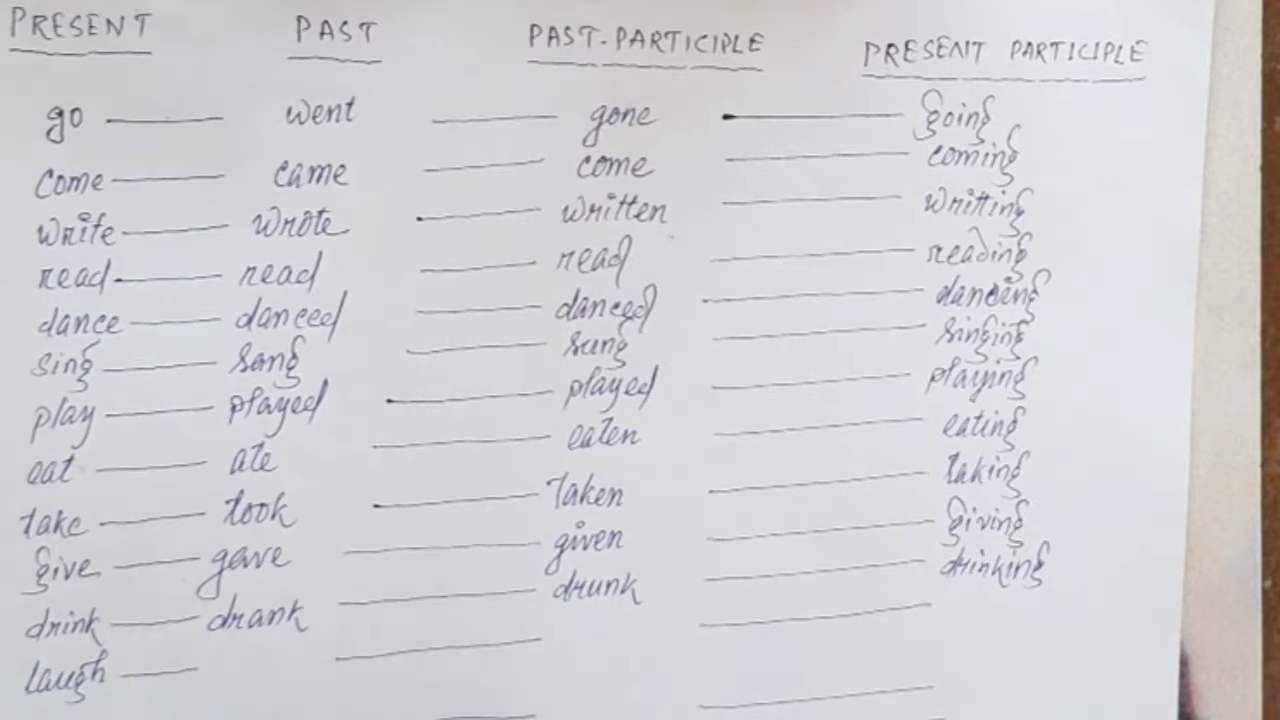 PRESENT PAST PAST-PARTICIPLE PRESENT PARTICIPLE
go went gone going
come came come coming
write wrote written writting
read read read reading
dance danced danced dancing
sing sang sung singing
play played played playing
eat ate eaten eating
take took taken taking
give gave given giving
drink drank drunk drinking
laugh